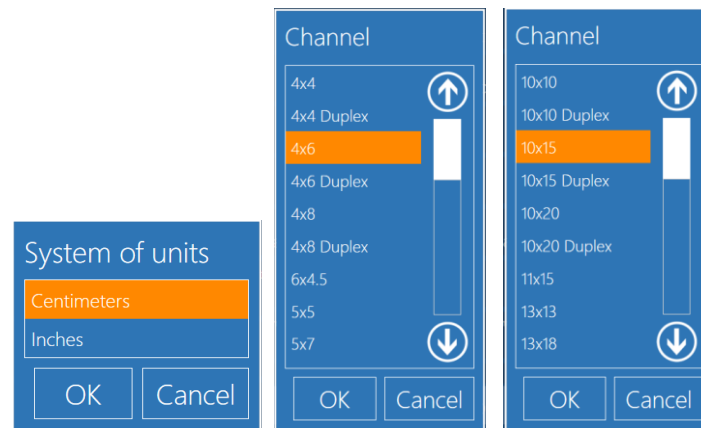 System of units
Centimeters
Inches
OK
Cancel
Channel
4x4
4x4 Duplex
4x6
4x6 Duplex
4x8
4x8 Duplex
6x4.5
5x5
5x7
OK
Cancel
Channel
10x10
10x10 Duplex
10x15
10x15 Duplex
10x20
10x20 Duplex
11x15
13x13
13x18
OK
Cancel